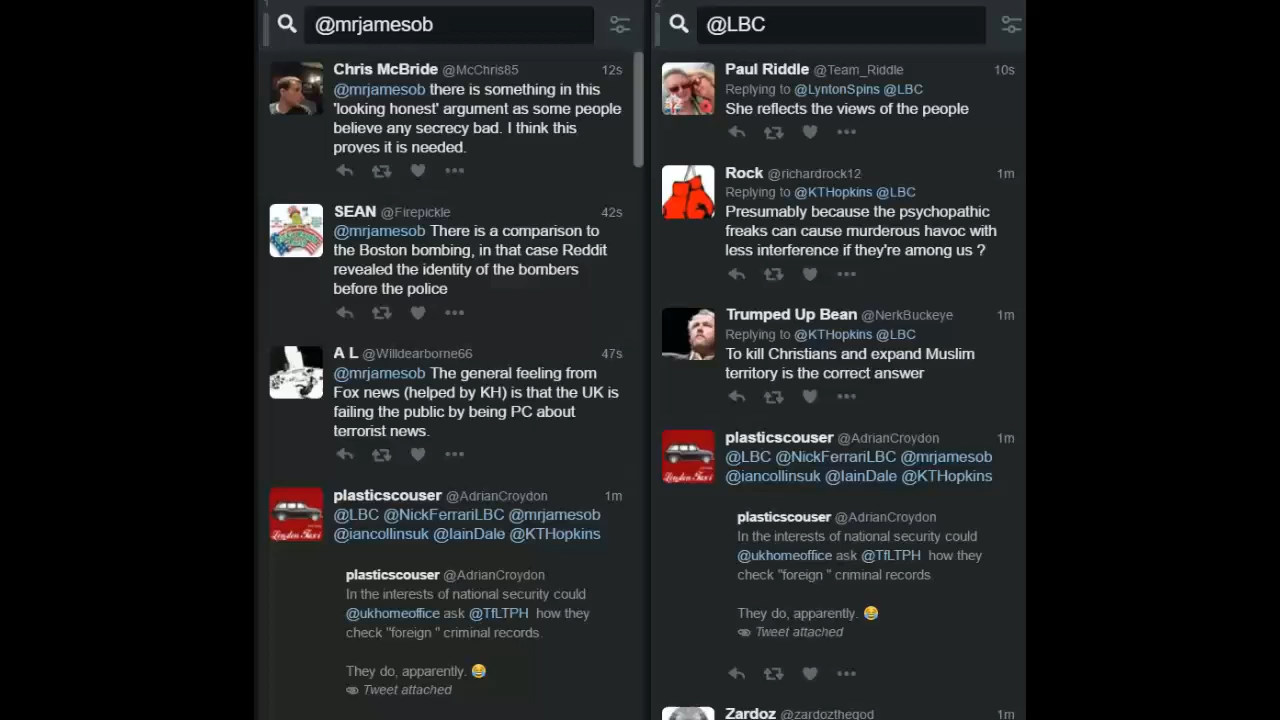 1
@mrjamesob
Chris McBride @McChris85 12s
@mrjamesob there is something in this
'looking honest' argument as some people
believe any secrecy bad. I think this
proves it is needed.
SEAN @Firepickle 42s
@mrjamesob There is a comparison to
the Boston bombing, in that case Reddit
revealed the identity of the bombers
before the police
A L @Willdearborne66 47s
@mrjamesob The general feeling from
Fox news (helped by KH) is that the UK is
failing the public by being PC about
terrorist news.
plasticscouser @AdrianCroydon 1m
@LBC @NickFerrariLBC @mrjamesob
@iancollinsuk @IainDale @KTHopkins
plasticscouser @AdrianCroydon
In the interests of national security could
@ukhomeoffice ask @TfLTPH how they
check "foreign " criminal records
They do, apparently. 😂
Tweet attached
2
@LBC
Paul Riddle @Team_Riddle 10s
Replying to @LyntonSpins @LBC
She reflects the views of the people
Rock @richardrock12 1m
Replying to @KTHopkins @LBC
Presumably because the psychopathic
freaks can cause murderous havoc with
less interference if they're among us ?
Trumped Up Bean @NerkBuckeye 1m
Replying to @KTHopkins @LBC
To kill Christians and expand Muslim
territory is the correct answer
plasticscouser @AdrianCroydon 1m
@LBC @NickFerrariLBC @mrjamesob
@iancollinsuk @IainDale @KTHopkins
plasticscouser @AdrianCroydon
In the interests of national security could
@ukhomeoffice ask @TfLTPH how they
check "foreign " criminal records
They do, apparently. 😂
Tweet attached
Zardoz @zardozthegod 1m